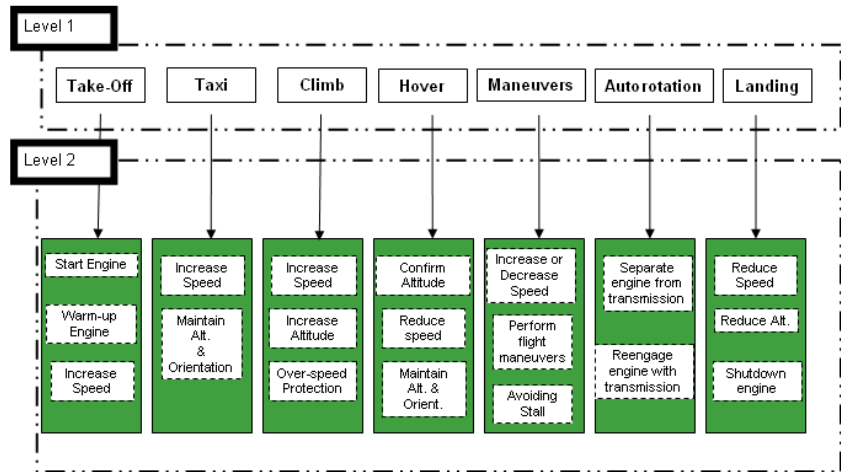 Level 1
Take-Off
Taxi
Climb
Hover
Maneuvers
Autorotation
Landing
Level 2
Start Engine
Warm-up
Engine
Increase
Speed
Increase
Speed
Maintain
Alt.
&
Orientation
Increase
Speed
Increase
Altitude
Over-speed
Protection
Confirm
Altitude
Reduce
speed
Maintain
Alt. &
Orient.
Increase or
Decrease
Speed
Perform
flight
maneuvers
Avoiding
Stall
Separate
engine from
transmission
Reengage
engine with
transmission
Reduce
Speed
Reduce Alt.
Shutdown
engine